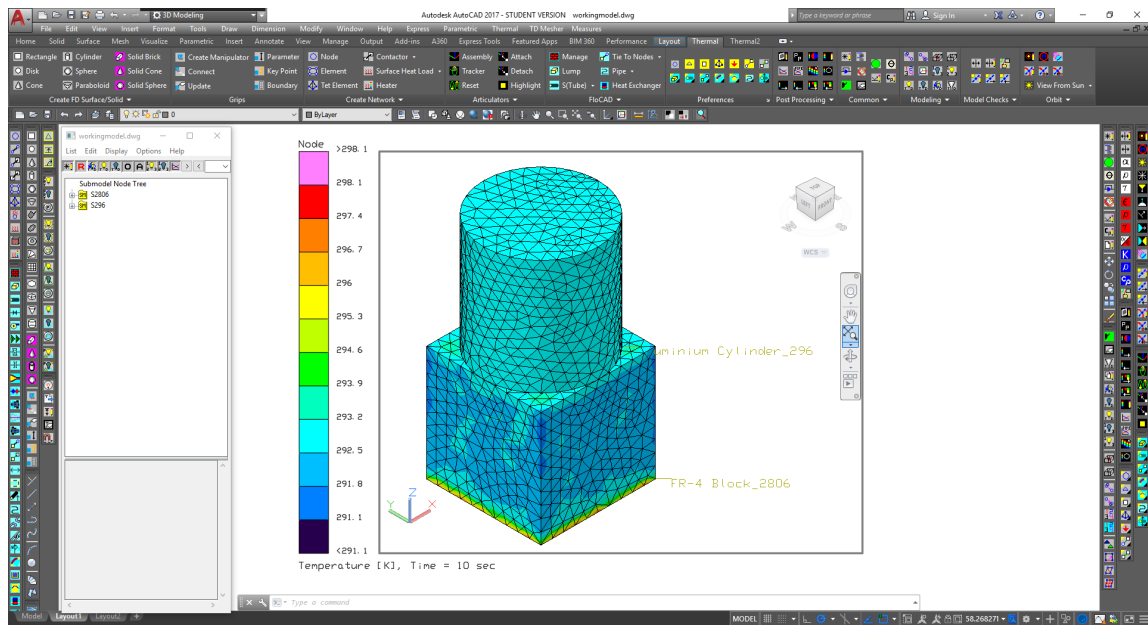 3D Modeling
Autodesk AutoCAD 2017 - STUDENT VERSION workingmodel.dwg
Type a keyword or phrase
Sign In
File Edit View Insert Format Tools Draw Dimension Modify Window Help Express Parametric Thermal TD Mesher Measures
Home Solid Surface Mesh Visualize Parametric Insert Annotate View Manage Output Add-ins A360 Express Tools Featured Apps BIM 360 Performance Layout Thermal Thermal2
Rectangle Cylinder Solid Brick Create Manipulator Parameter Node Contactor Assembly Attach Manage Tie To Nodes
Disk Sphere Solid Cone Connect Key Point Element Surface Heat Load Tracker Detach Lump Pipe
Cone Paraboloid Solid Sphere Update Boundary Tet Element Heater Reset Highlight S(Tube) Heat Exchanger View From Sun
Create FD Surface/Solid Grips Create Network Articulators FloCAD Preferences Post Processing Common Modeling Model Checks Orbit
0 ByLayer
workingmodel.dwg
List Edit Display Options Help
Submodel Node Tree
S2806
S296
Node
>298. 1
298. 1
297. 4
296. 7
296
295. 3
294. 6
293. 9
293. 2
292. 5
291. 8
291. 1
<291. 1
Temperature [K], Time = 10 sec
uminium Cylinder_296
FR-4 Block_2806
TOP
LEFT
FRONT
W
S
WCS
Z
Y
X
Type a command
Model Layout1 Layout2 +
MODEL
58.268271